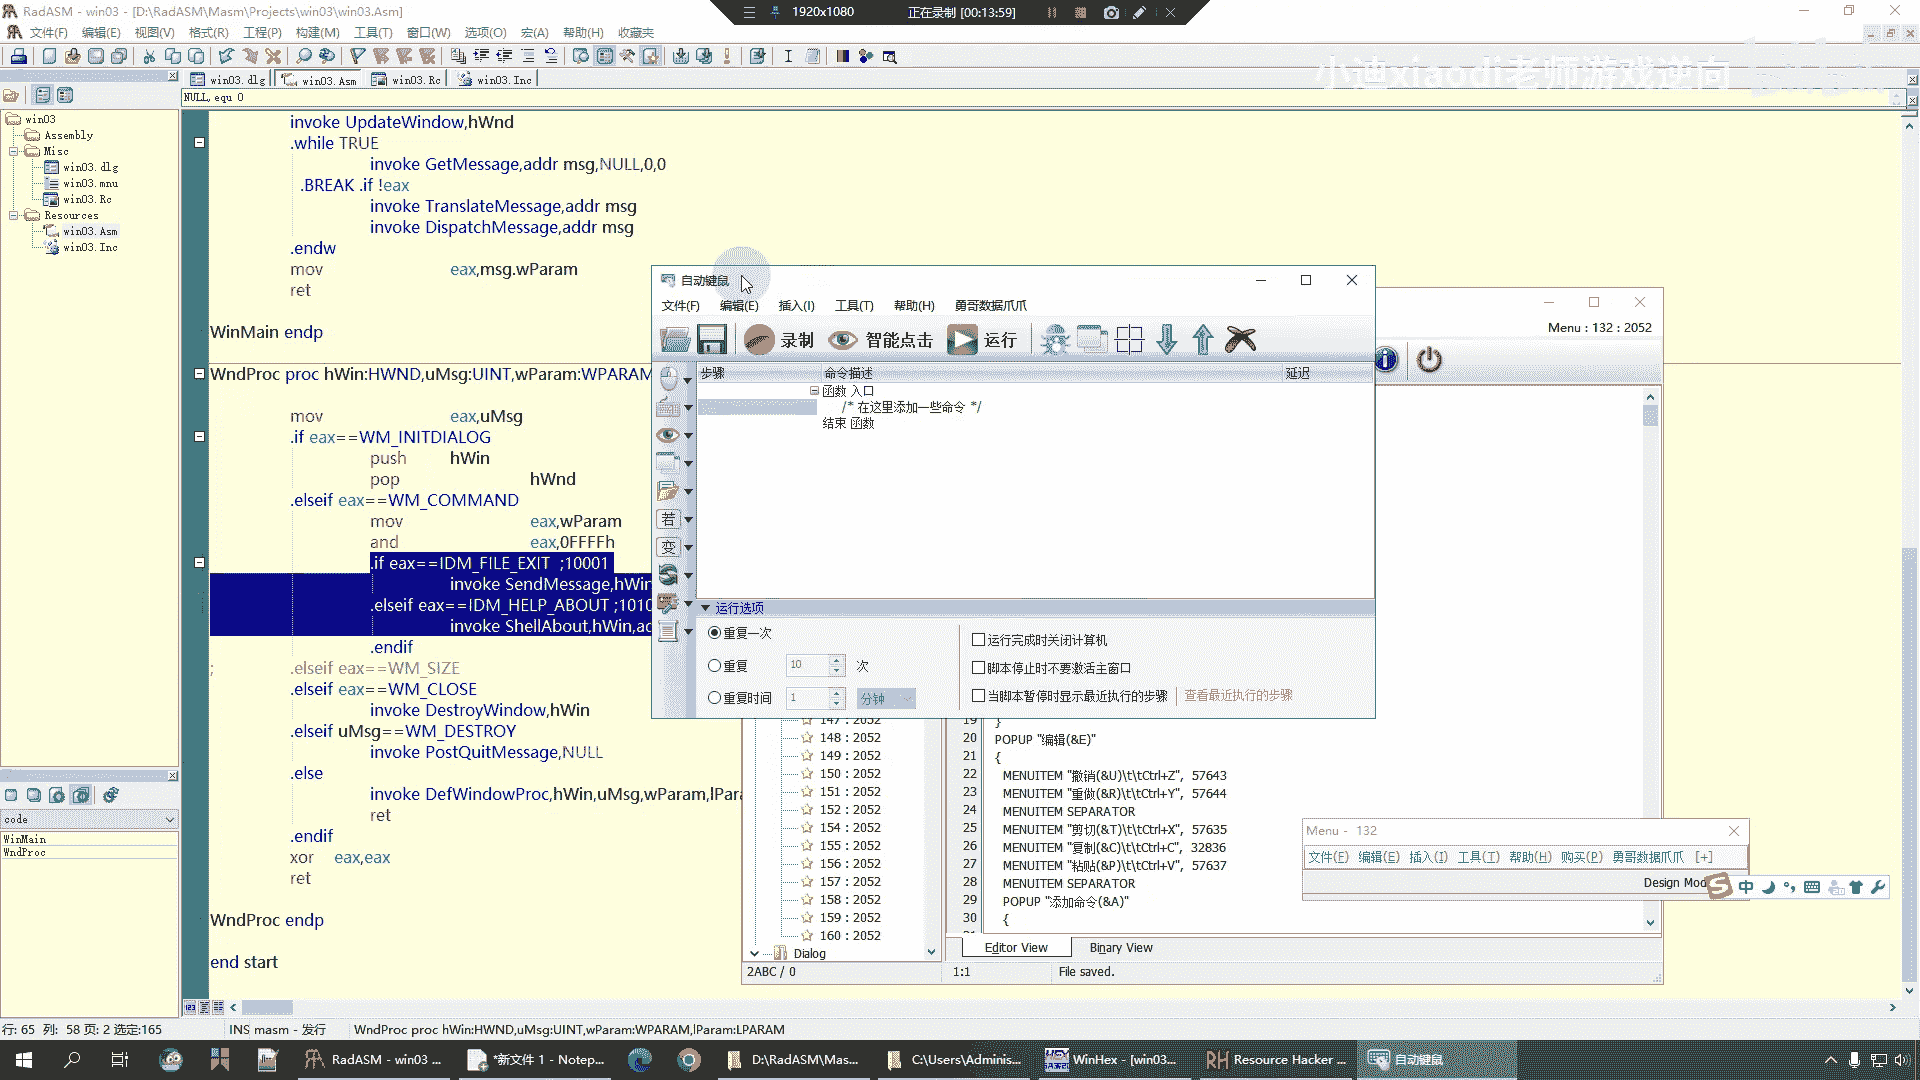 RadASM - win03 - [D:\RadASM\Masm\Projects\win03\win03.Asm]
1920x1080
正在录制 [00:13:59]
文件(F) 编辑(E) 视图(V) 格式(R) 工程(P) 构建(M) 工具(T) 窗口(W) 选项(O) 宏(A) 帮助(H) 收藏夹
小迪xiaodi老师游戏逆向
win03.dlg win03.Asm win03.Rc win03.Inc
NULL, equ 0
win03
Assembly
Misc
win03.dlg
win03.mnu
win03.Rc
Resources
win03.Asm
win03.Inc
invoke UpdateWindow,hWnd
.while TRUE
invoke GetMessage,addr msg,NULL,0,0
.BREAK .if !eax
invoke TranslateMessage,addr msg
invoke DispatchMessage,addr msg
.endw
mov eax,msg.wParam
ret
WinMain endp
WndProc proc hWin:HWND,uMsg:UINT,wParam:WPARAM
mov eax,uMsg
.if eax==WM_INITDIALOG
push hWin
pop hWnd
.elseif eax==WM_COMMAND
mov eax,wParam
and eax,0FFFFh
.if eax==IDM_FILE_EXIT ;10001
invoke SendMessage,hWin
.elseif eax==IDM_HELP_ABOUT ;1010
invoke ShellAbout,hWin,ad
.endif
; .elseif eax==WM_SIZE
.elseif eax==WM_CLOSE
invoke DestroyWindow,hWin
.elseif uMsg==WM_DESTROY
invoke PostQuitMessage,NULL
.else
invoke DefWindowProc,hWin,uMsg,wParam,lPara
ret
.endif
xor eax,eax
ret
WndProc endp
end start
code
WinMain
WndProc
自动键鼠
文件(F) 编辑(E) 插入(I) 工具(T) 帮助(H) 勇哥数据爪爪
录制 智能点击 运行
步骤 命令描述 延迟
函数 入口
/* 在这里添加一些命令 */
结束 函数
若
变
运行选项
重复一次
重复 10 次
重复时间 1 分钟
运行完成时关闭计算机
脚本停止时不要激活主窗口
当脚本暂停时显示最近执行的步骤 查看最近执行的步骤
Menu : 132 : 2052
147 : 2052
148 : 2052
149 : 2052
150 : 2052
151 : 2052
152 : 2052
154 : 2052
155 : 2052
156 : 2052
157 : 2052
158 : 2052
159 : 2052
160 : 2052
Dialog
19 }
20 POPUP "编辑(&E)"
21 {
22 MENUITEM "撤销(&U)\t\tCtrl+Z", 57643
23 MENUITEM "重做(&R)\t\tCtrl+Y", 57644
24 MENUITEM SEPARATOR
25 MENUITEM "剪切(&T)\t\tCtrl+X", 57635
26 MENUITEM "复制(&C)\t\tCtrl+C", 32836
27 MENUITEM "粘贴(&P)\t\tCtrl+V", 57637
28 MENUITEM SEPARATOR
29 POPUP "添加命令(&A)"
30 {
Editor View Binary View
2ABC / 0 1:1 File saved.
Menu - 132
文件(F) 编辑(E) 插入(I) 工具(T) 帮助(H) 购买(P) 勇哥数据爪爪 [+]
Design Mod
中
行: 65 列: 58 页: 2 选定:165 INS masm - 发行 WndProc proc hWin:HWND,uMsg:UINT,wParam:WPARAM,lParam:LPARAM
RadASM - win03 ... *新文件 1 - Notep... D:\RadASM\Mas... C:\Users\Adminis... WinHex - [win03... Resource Hacker ... 自动键鼠